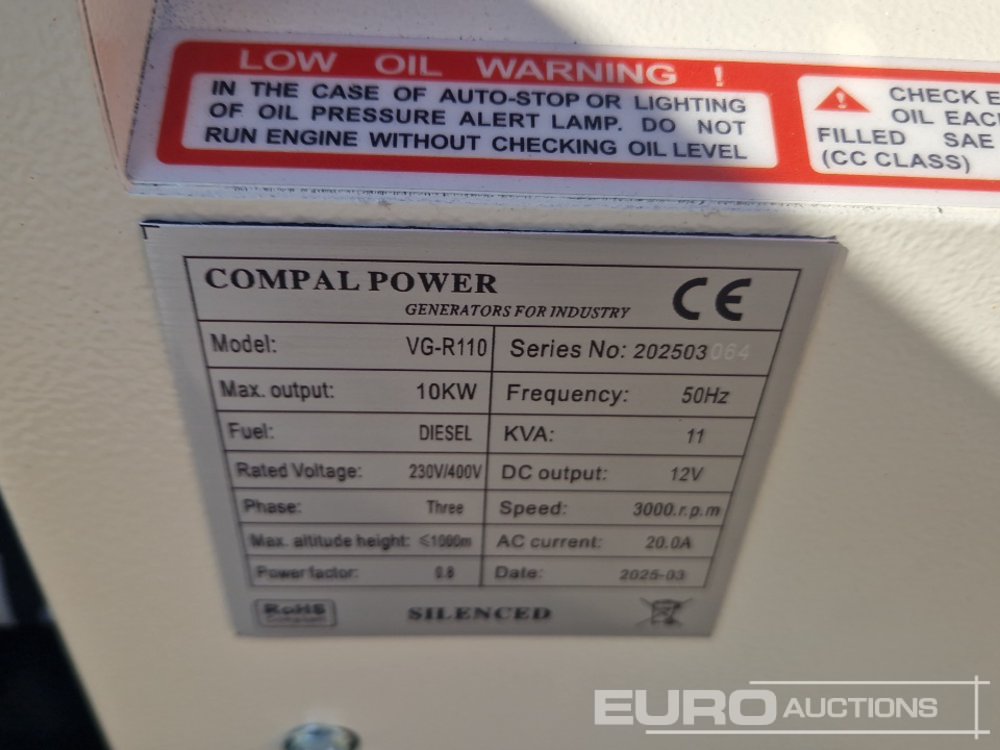 LOW OIL WARNING !
IN THE CASE OF AUTO-STOP OR LIGHTING
OF OIL PRESSURE ALERT LAMP. DO NOT
RUN ENGINE WITHOUT CHECKING OIL LEVEL
CHECK E
OIL EAC
FILLED SAE
(CC CLASS)
COMPAL POWER
GENERATORS FOR INDUSTRY
CE
Model: VG-R110 Series No: 202503064
Max. output: 10KW Frequency: 50Hz
Fuel: DIESEL KVA: 11
Rated Voltage: 230V/400V DC output: 12V
Phase: Three Speed: 3000.r.p.m
Max. altitude height: ≤1000m AC current: 20.0A
Power factor: 0.8 Date: 2025-03
RoHS
SILENCED
EURO AUCTIONS